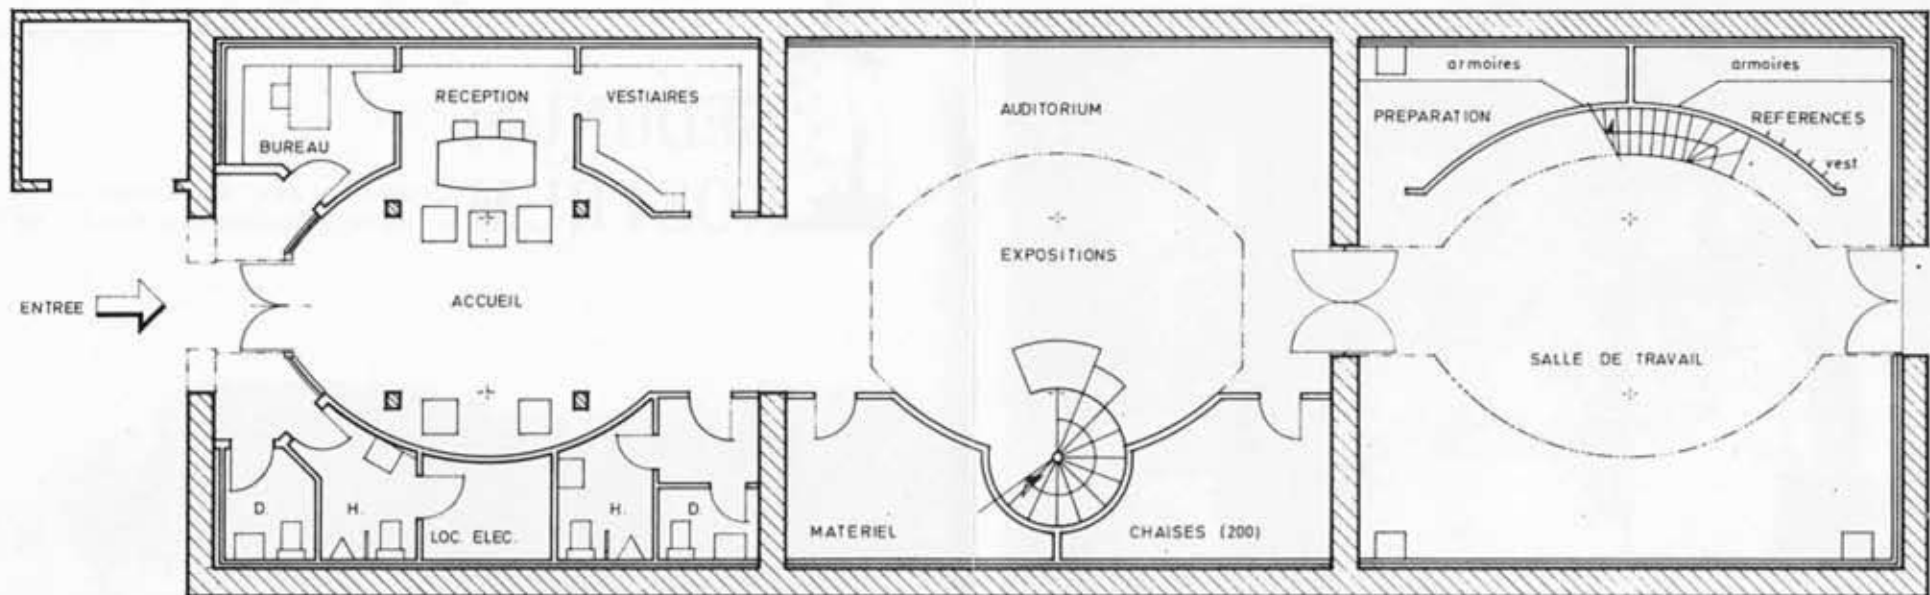 ENTREE
BUREAU
RECEPTION
VESTIAIRES
ACCUEIL
D.
H.
LOC. ELEC.
H.
D.
AUDITORIUM
EXPOSITIONS
MATERIEL
CHAISES (200)
armoires
armoires
PREPARATION
REFERENCES
vest
SALLE DE TRAVAIL